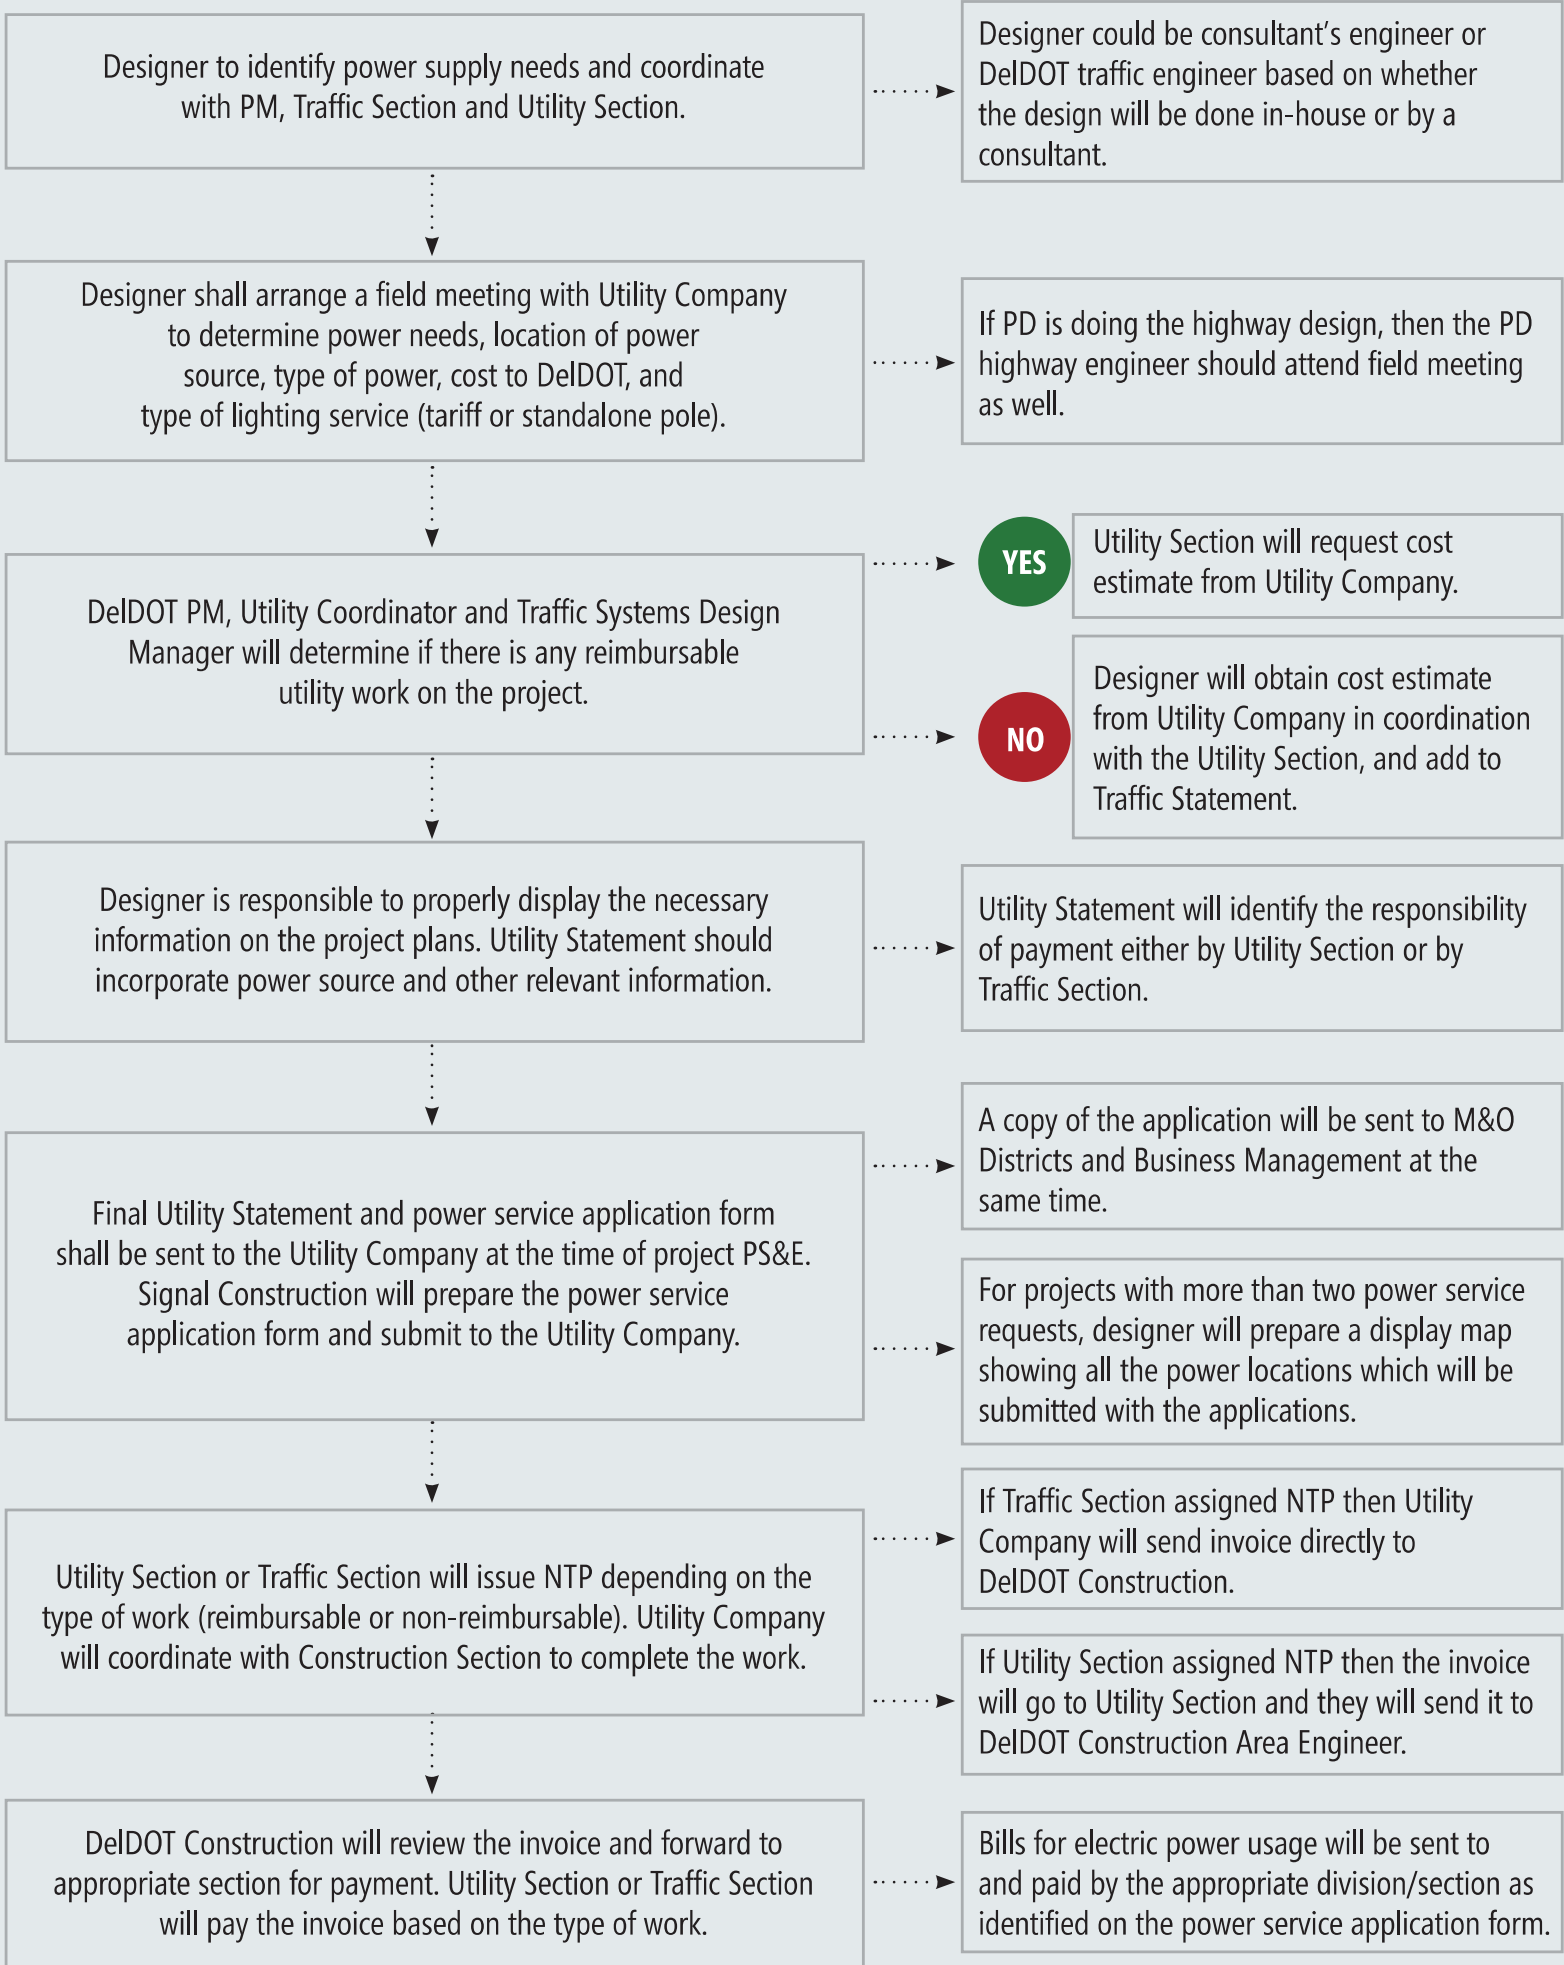 Designer to identify power supply needs and coordinate
with PM, Traffic Section and Utility Section.
Designer could be consultant's engineer or
DelDOT traffic engineer based on whether
the design will be done in-house or by a
consultant.
Designer shall arrange a field meeting with Utility Company
to determine power needs, location of power
source, type of power, cost to DelDOT, and
type of lighting service (tariff or standalone pole).
If PD is doing the highway design, then the PD
highway engineer should attend field meeting
as well.
DelDOT PM, Utility Coordinator and Traffic Systems Design
Manager will determine if there is any reimbursable
utility work on the project.
YES
Utility Section will request cost
estimate from Utility Company.
NO
Designer will obtain cost estimate
from Utility Company in coordination
with the Utility Section, and add to
Traffic Statement.
Designer is responsible to properly display the necessary
information on the project plans. Utility Statement should
incorporate power source and other relevant information.
Utility Statement will identify the responsibility
of payment either by Utility Section or by
Traffic Section.
Final Utility Statement and power service application form
shall be sent to the Utility Company at the time of project PS&E.
Signal Construction will prepare the power service
application form and submit to the Utility Company.
A copy of the application will be sent to M&O
Districts and Business Management at the
same time.
For projects with more than two power service
requests, designer will prepare a display map
showing all the power locations which will be
submitted with the applications.
Utility Section or Traffic Section will issue NTP depending on the
type of work (reimbursable or non-reimbursable). Utility Company
will coordinate with Construction Section to complete the work.
If Traffic Section assigned NTP then Utility
Company will send invoice directly to
DelDOT Construction.
If Utility Section assigned NTP then the invoice
will go to Utility Section and they will send it to
DelDOT Construction Area Engineer.
DelDOT Construction will review the invoice and forward to
appropriate section for payment. Utility Section or Traffic Section
will pay the invoice based on the type of work.
Bills for electric power usage will be sent to
and paid by the appropriate division/section as
identified on the power service application form.